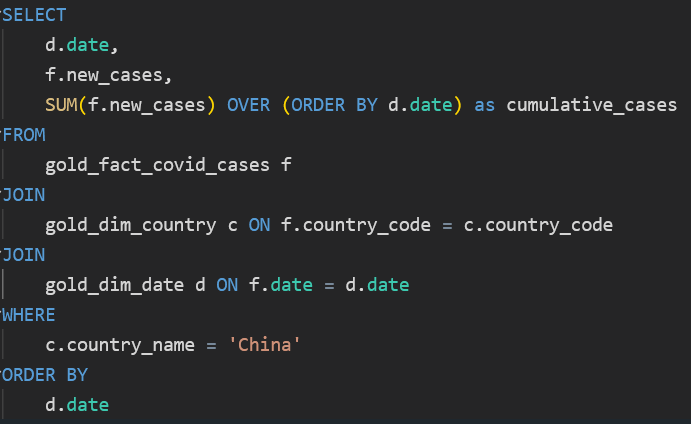 SELECT
d.date,
f.new_cases,
SUM(f.new_cases) OVER (ORDER BY d.date) as cumulative_cases
FROM
gold_fact_covid_cases f
JOIN
gold_dim_country c ON f.country_code = c.country_code
JOIN
gold_dim_date d ON f.date = d.date
WHERE
c.country_name = 'China'
ORDER BY
d.date